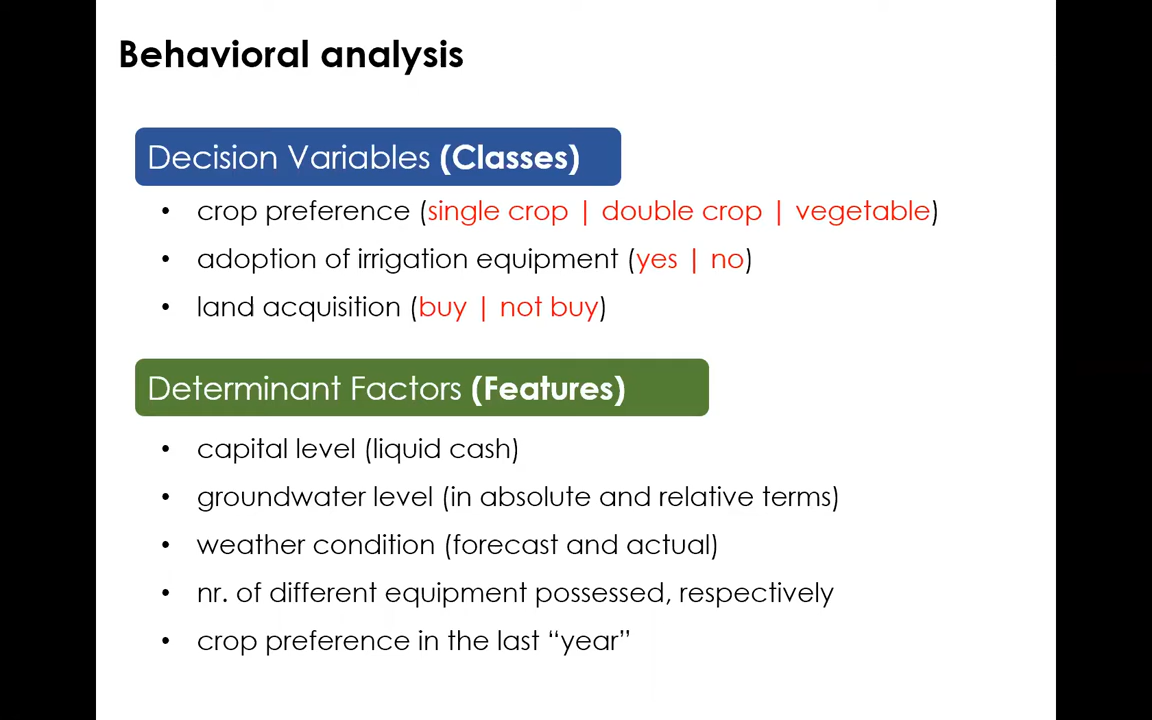 Behavioral analysis
Decision Variables (Classes)
• crop preference (single crop | double crop | vegetable)
• adoption of irrigation equipment (yes | no)
• land acquisition (buy | not buy)
Determinant Factors (Features)
• capital level (liquid cash)
• groundwater level (in absolute and relative terms)
• weather condition (forecast and actual)
• nr. of different equipment possessed, respectively
• crop preference in the last “year”